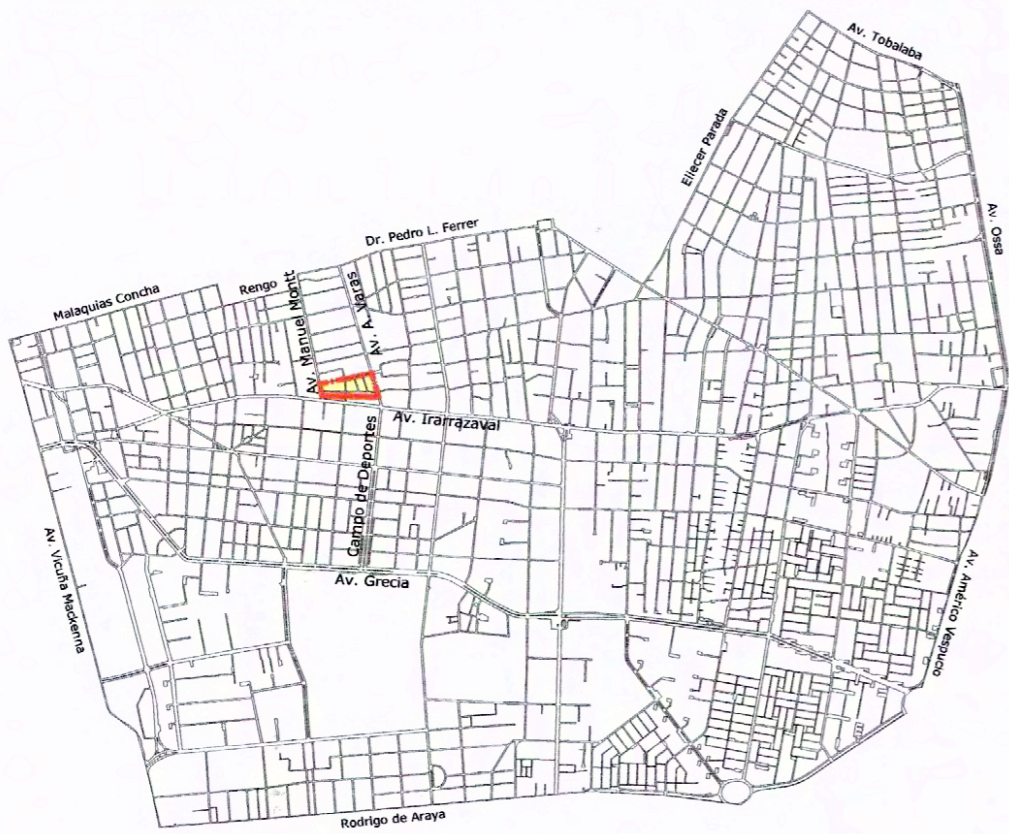 Av. Tobalaba
Eliecer Parada
Av. Ossa
Dr. Pedro L. Ferrer
Rengo
Malaquias Concha
Av. Manuel Montt
Av. A. Varas
Av. Irarrazaval
Campo de Deportes
Av. Grecia
Av. Vicuña Mackenna
Av. Américo Vespucio
Rodrigo de Araya